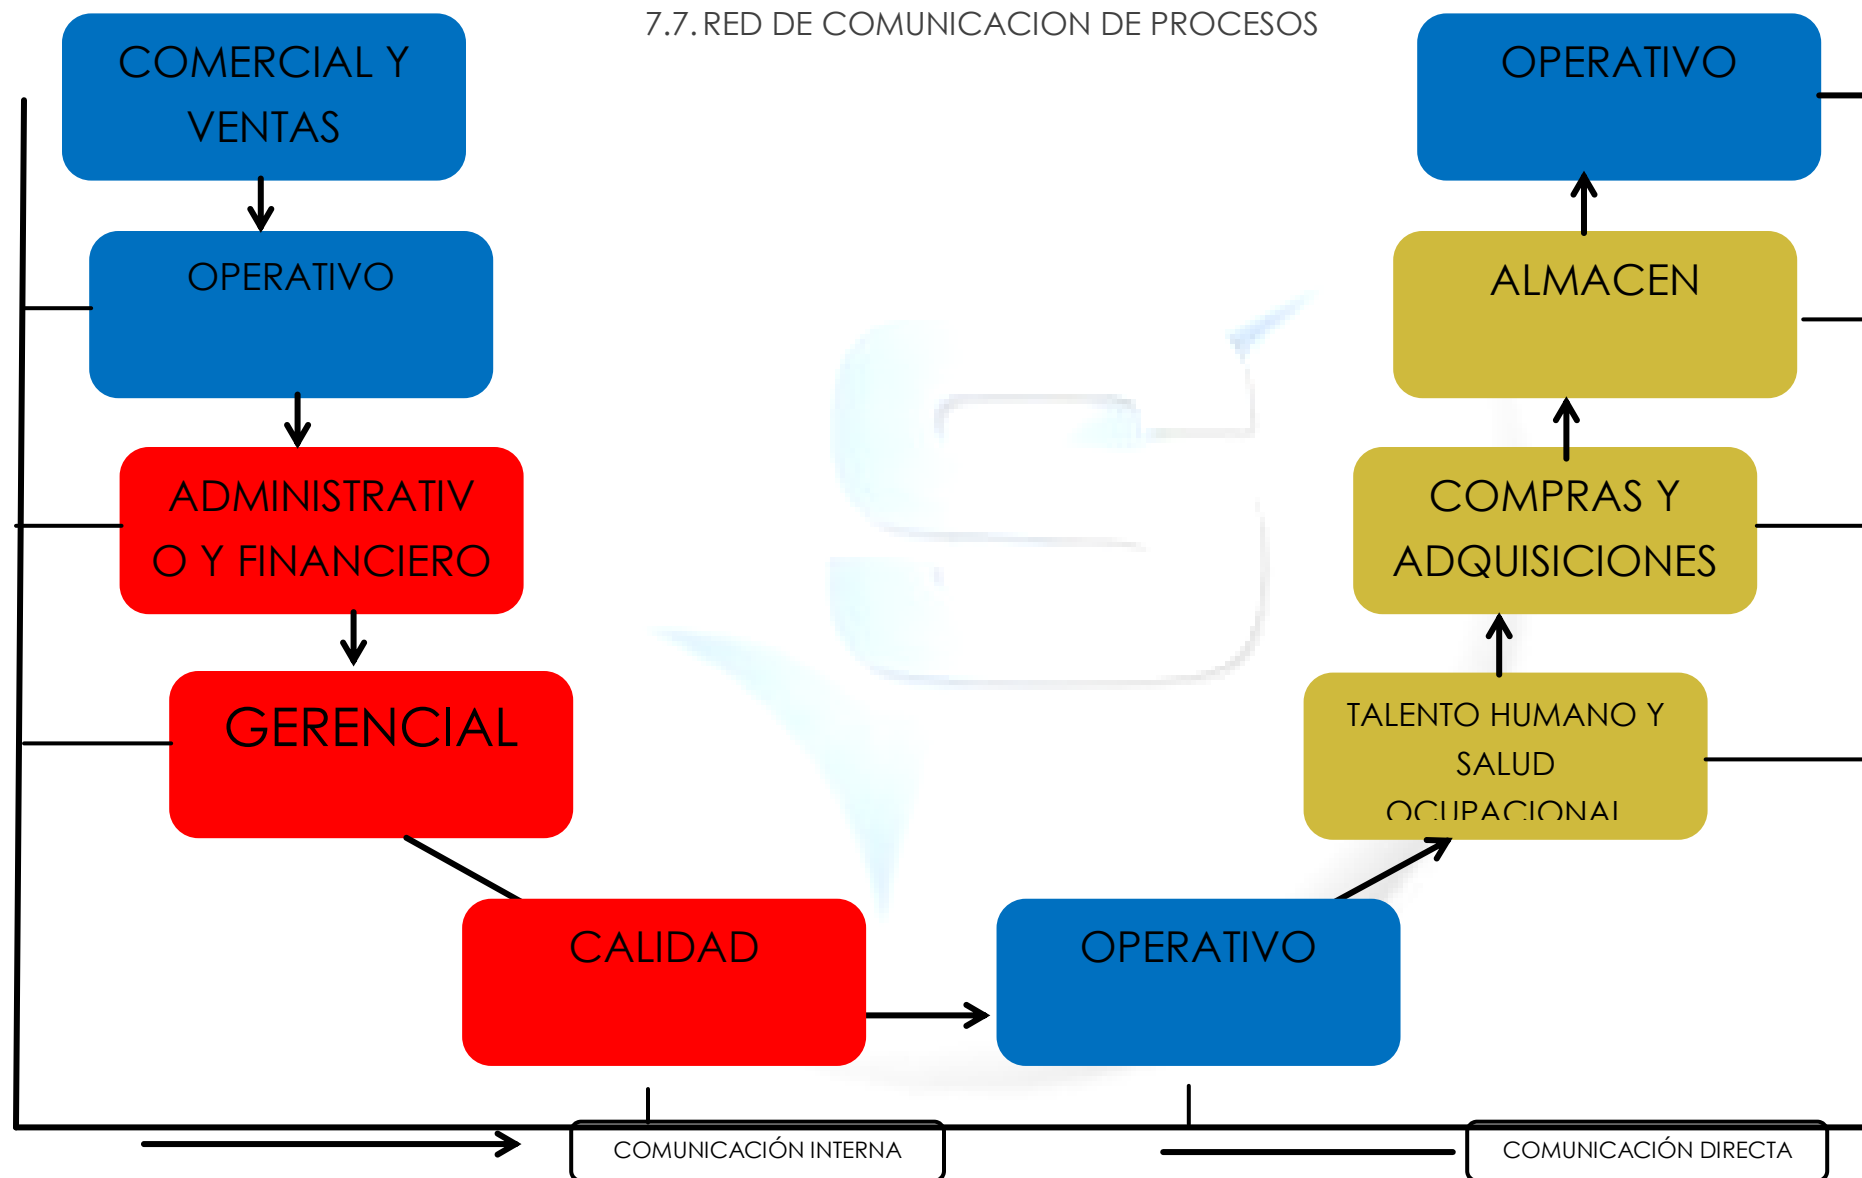 7.7. RED DE COMUNICACION DE PROCESOS
COMERCIAL Y
VENTAS
OPERATIVO
ADMINISTRATIV
O Y FINANCIERO
GERENCIAL
CALIDAD
OPERATIVO
TALENTO HUMANO Y
SALUD
OCUPACIONAL
COMPRAS Y
ADQUISICIONES
ALMACEN
OPERATIVO
COMUNICACIÓN INTERNA
COMUNICACIÓN DIRECTA